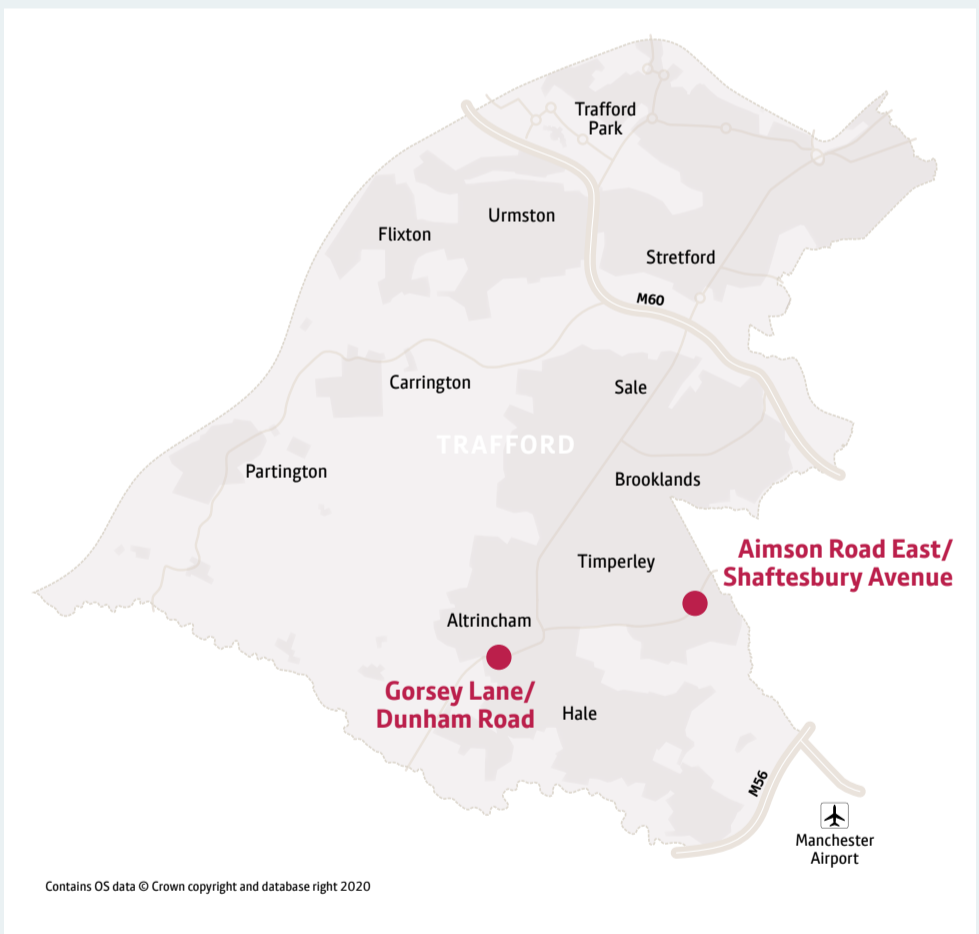 Trafford
Park
Urmston
Flixton
Stretford
M60
Carrington
Sale
TRAFFORD
Partington
Brooklands
Aimson Road East/
Shaftesbury Avenue
Timperley
Altrincham
Gorsey Lane/
Dunham Road
Hale
M56
Manchester
Airport
Contains OS data © Crown copyright and database right 2020